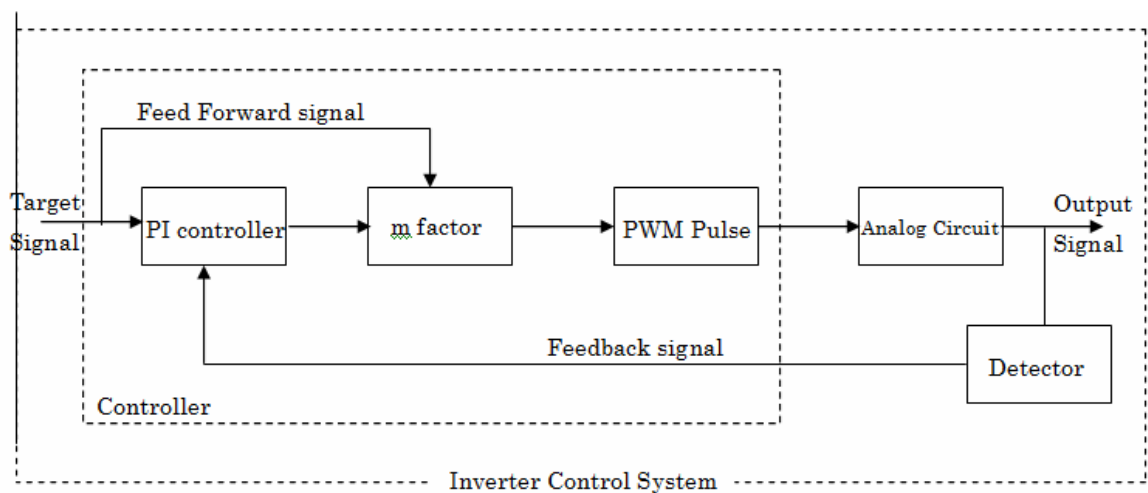 Feed Forward signal
Target
Signal
PI controller
m factor
PWM Pulse
Analog Circuit
Output
Signal
Feedback signal
Detector
Controller
Inverter Control System